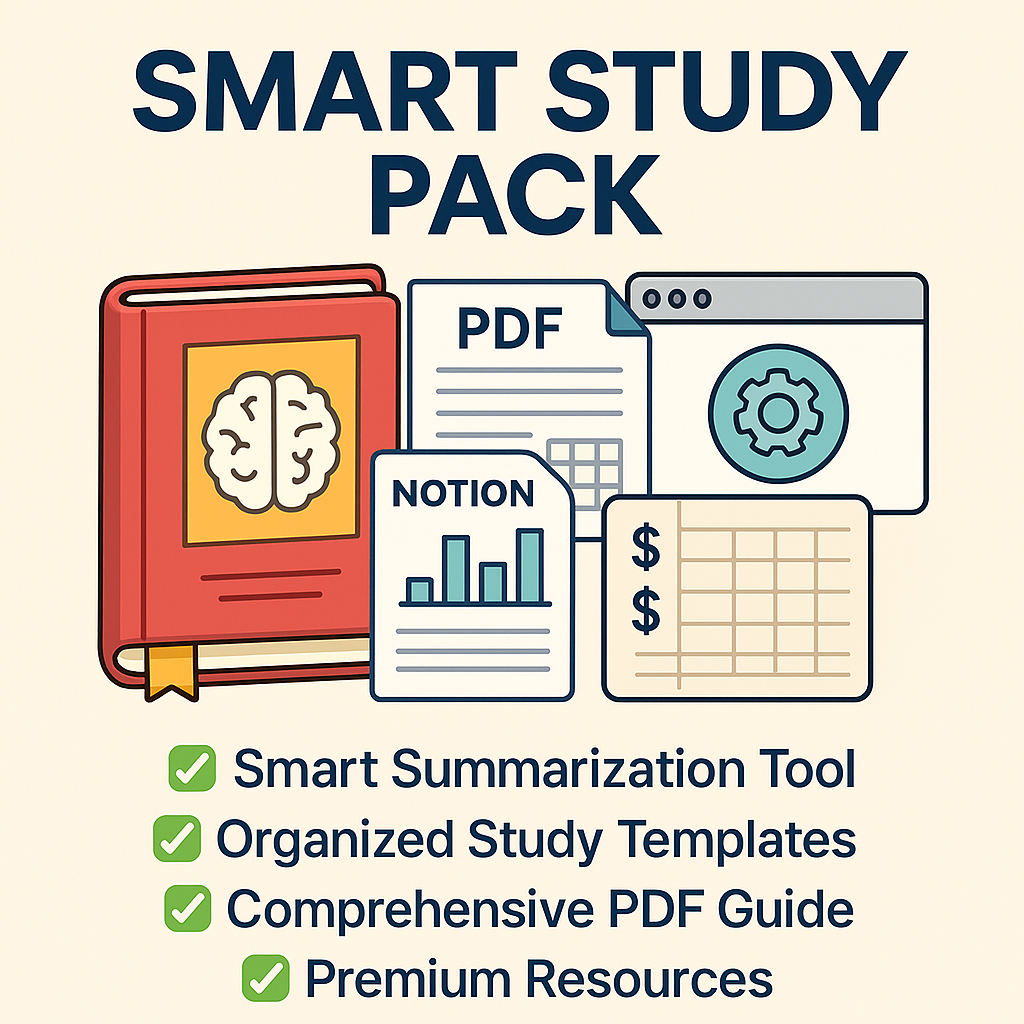 SMART STUDY
PACK
PDF
NOTION
$
$
✅ Smart Summarization Tool
✅ Organized Study Templates
✅ Comprehensive PDF Guide
✅ Premium Resources